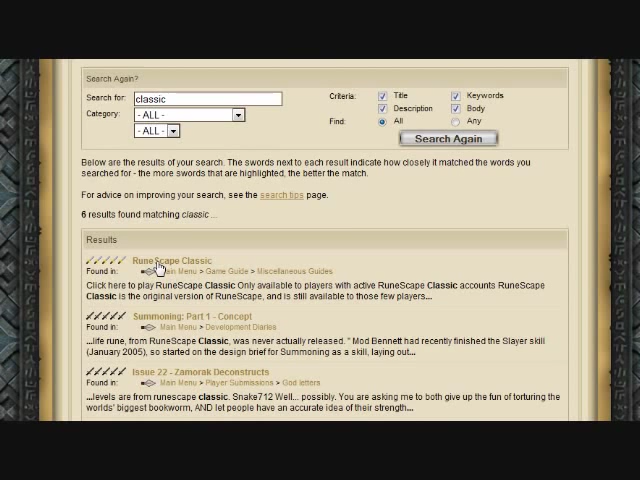 Search Again?
Search for: classic Criteria: Title Keywords
Category: - ALL - Description Body
- ALL - Find: All Any
Search Again
Below are the results of your search. The swords next to each result indicate how closely it matched the words you
searched for - the more swords that are highlighted, the better the match.
For advice on improving your search, see the search tips page.
6 results found matching classic ...
Results
RuneScape Classic
Found in: Main Menu > Game Guide > Miscellaneous Guides
Click here to play RuneScape Classic Only available to players with active RuneScape Classic accounts RuneScape
Classic is the original version of RuneScape, and is still available to those few players...
Summoning: Part 1 - Concept
Found in: Main Menu > Development Diaries
...life rune, from RuneScape Classic, was never actually released. " Mod Bennett had recently finished the Slayer skill
(January 2005), so started on the design brief for Summoning as a skill, laying out...
Issue 22 - Zamorak Deconstructs
Found in: Main Menu > Player Submissions > God letters
...levels are from runescape classic. Snake712 Well... possibly. You are asking me to both give up the fun of torturing the
worlds' biggest bookworm, AND let people have an accurate idea of their strength...